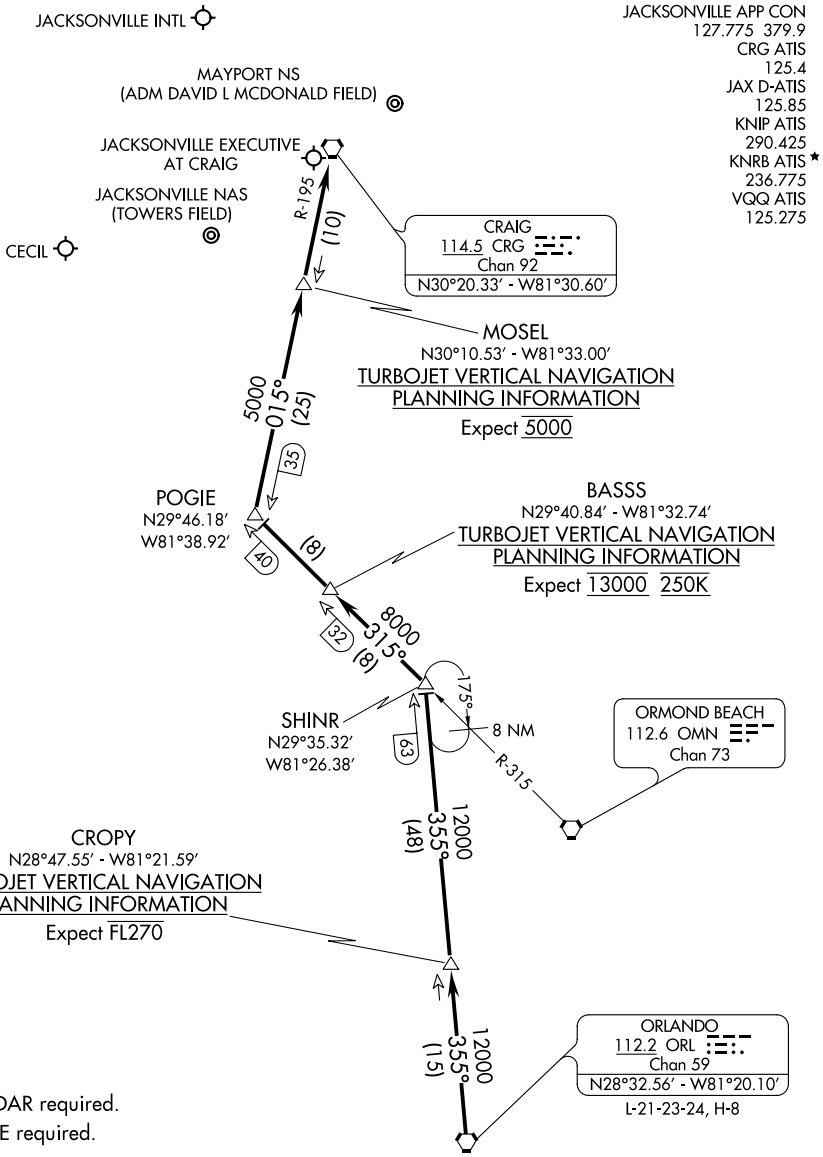 JACKSONVILLE INTL
JACKSONVILLE APP CON
127.775 379.9
CRG ATIS
125.4
JAX D-ATIS
125.85
KNIP ATIS
290.425
KNRB ATIS ★
236.775
VQQ ATIS
125.275
MAYPORT NS
(ADM DAVID L MCDONALD FIELD)
JACKSONVILLE EXECUTIVE
AT CRAIG
JACKSONVILLE NAS
(TOWERS FIELD)
CECIL
R-195
(10)
CRAIG
114.5 CRG
Chan 92
N30°20.33' - W81°30.60'
MOSEL
N30°10.53' - W81°33.00'
TURBOJET VERTICAL NAVIGATION
PLANNING INFORMATION
Expect 5000
5000
015°
(25)
35
POGIE
N29°46.18'
W81°38.92'
40
(8)
BASSS
N29°40.84' - W81°32.74'
TURBOJET VERTICAL NAVIGATION
PLANNING INFORMATION
Expect 13000 250K
32
8000
315°
(8)
SHINR
N29°35.32'
W81°26.38'
63
175°
8 NM
R-315
ORMOND BEACH
112.6 OMN
Chan 73
12000
355°
(48)
CROPY
N28°47.55' - W81°21.59'
OJET VERTICAL NAVIGATION
ANNING INFORMATION
Expect FL270
12000
355°
(15)
ORLANDO
112.2 ORL
Chan 59
N28°32.56' - W81°20.10'
L-21-23-24, H-8
DAR required.
E required.